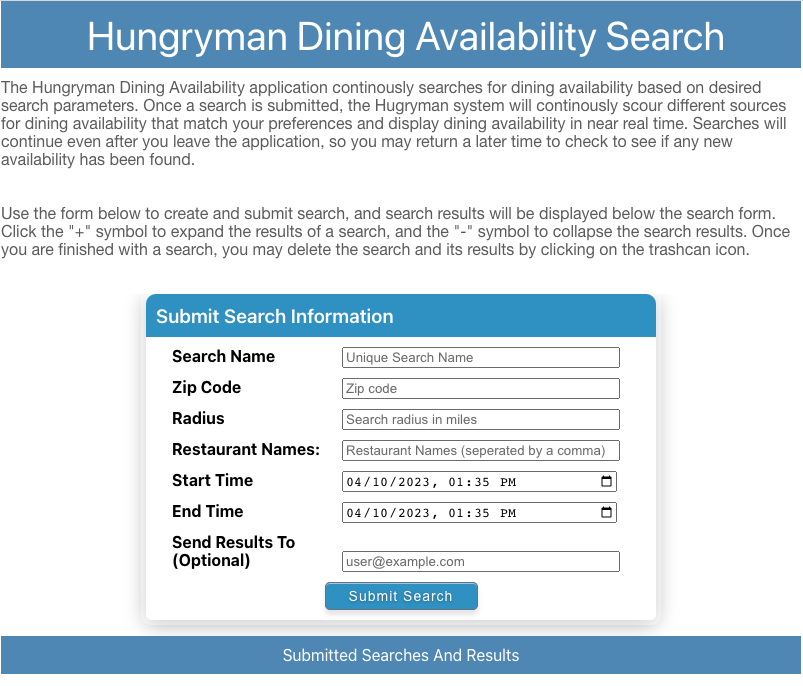 Hungryman Dining Availability Search
The Hungryman Dining Availability application continously searches for dining availability based on desired
search parameters. Once a search is submitted, the Hugryman system will continously scour different sources
for dining availability that match your preferences and display dining availability in near real time. Searches will
continue even after you leave the application, so you may return a later time to check to see if any new
availability has been found.
Use the form below to create and submit search, and search results will be displayed below the search form.
Click the "+" symbol to expand the results of a search, and the "-" symbol to collapse the search results. Once
you are finished with a search, you may delete the search and its results by clicking on the trashcan icon.
Submit Search Information
Search Name Unique Search Name
Zip Code Zip code
Radius Search radius in miles
Restaurant Names: Restaurant Names (seperated by a comma)
Start Time 04/10/2023, 01:35 PM
End Time 04/10/2023, 01:35 PM
Send Results To
(Optional) user@example.com
Submit Search
Submitted Searches And Results